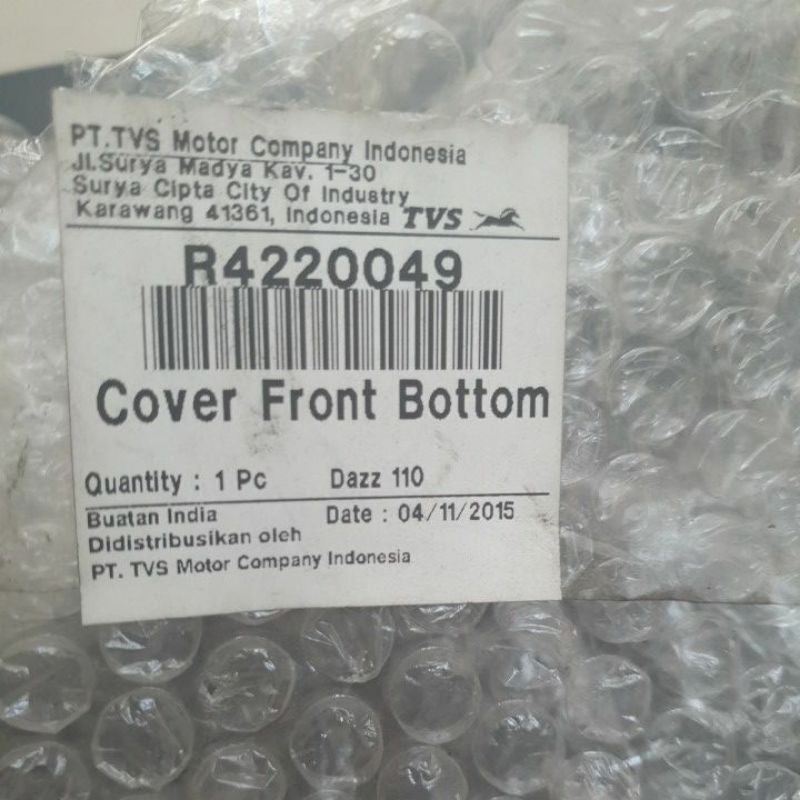 PT.TVS Motor Company Indonesia
Jl.Surya Madya Kav. 1-30
Surya Cipta City Of Industry
Karawang 41361, Indonesia TVS
R4220049
Cover Front Bottom
Quantity : 1 Pc Dazz 110
Buatan India Date : 04/11/2015
Didistribusikan oleh
PT. TVS Motor Company Indonesia